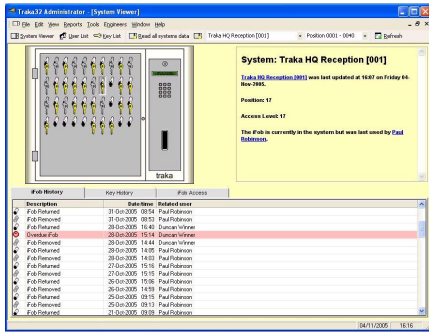 Traka32 Administrator - [System Viewer]
File Edit View Reports Tools Engineers Window Help
System Viewer User List Key List Read all systems data Traka HQ Reception [001] Position 0001 - 0040 Refresh
System: Traka HQ Reception [001]
Traka HQ Reception [001] was last updated at 16:07 on Friday 04-
Nov-2005.
Position: 17
Access Level: 17
The iFob is currently in the system but was last used by Paul
Robinson.
traka
iFob History Key History iFob Access
Description Date/time Related user
iFob Returned 31-Oct-2005 08:54 Paul Robinson
iFob Removed 31-Oct-2005 08:53 Paul Robinson
iFob Returned 28-Oct-2005 16:40 Duncan Winner
Overdue iFob 28-Oct-2005 15:14 Duncan Winner
iFob Removed 28-Oct-2005 14:44 Duncan Winner
iFob Returned 28-Oct-2005 14:05 Paul Robinson
iFob Removed 28-Oct-2005 14:03 Paul Robinson
iFob Returned 27-Oct-2005 15:16 Paul Robinson
iFob Removed 27-Oct-2005 15:15 Paul Robinson
iFob Returned 26-Oct-2005 15:06 Paul Robinson
iFob Removed 26-Oct-2005 14:59 Paul Robinson
iFob Returned 25-Oct-2005 09:15 Paul Robinson
iFob Removed 25-Oct-2005 09:13 Paul Robinson
iFob Returned 21-Oct-2005 09:09 Paul Robinson
04/11/2005 16:16